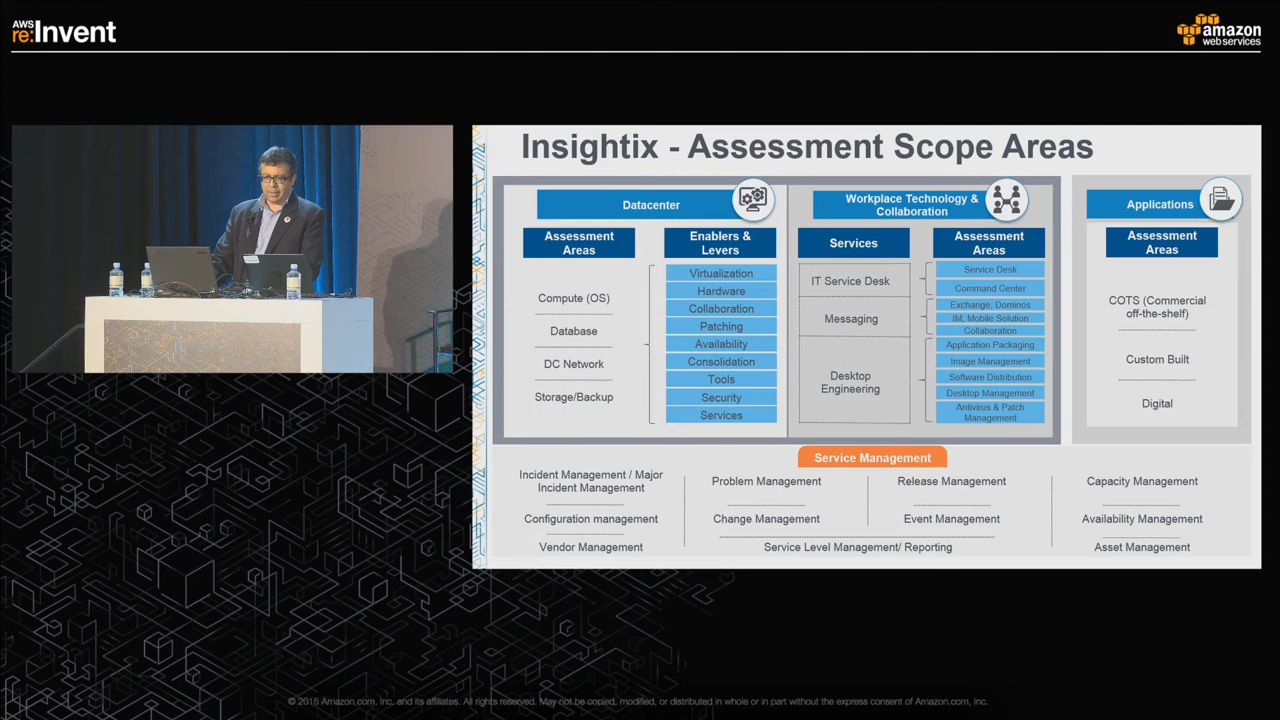 AWS
re:Invent
amazon
web services
Insightix - Assessment Scope Areas
Datacenter
Assessment
Areas
Compute (OS)
Database
DC Network
Storage/Backup
Enablers &
Levers
Virtualization
Hardware
Collaboration
Patching
Availability
Consolidation
Tools
Security
Services
Workplace Technology &
Collaboration
Services
IT Service Desk
Messaging
Desktop
Engineering
Assessment
Areas
Service Desk
Command Center
Exchange, Dominos
IM, Mobile Solution
Collaboration
Application Packaging
Image Management
Software Distribution
Desktop Management
Antivirus & Patch
Management
Applications
Assessment
Areas
COTS (Commercial
off-the-shelf)
Custom Built
Digital
Service Management
Incident Management / Major
Incident Management
Configuration management
Vendor Management
Problem Management
Change Management
Release Management
Event Management
Service Level Management/ Reporting
Capacity Management
Availability Management
Asset Management
© 2015 Amazon.com, Inc. and its affiliates. All rights reserved. May not be copied, modified, or distributed in whole or in part without the express consent of Amazon.com, Inc.